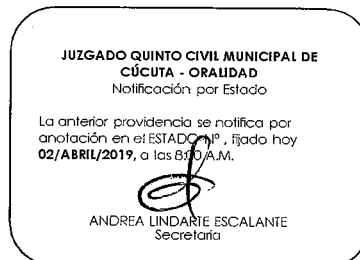 JUZGADO QUINTO CIVIL MUNICIPAL DE
CÚCUTA - ORALIDAD
Notificación por Estado
La anterior providencia se notifica por
anotación en el ESTADO Nº , fijado hoy
02/ABRIL/2019, a las 8:00 A.M.
ANDREA LINDARTE ESCALANTE
Secretaria